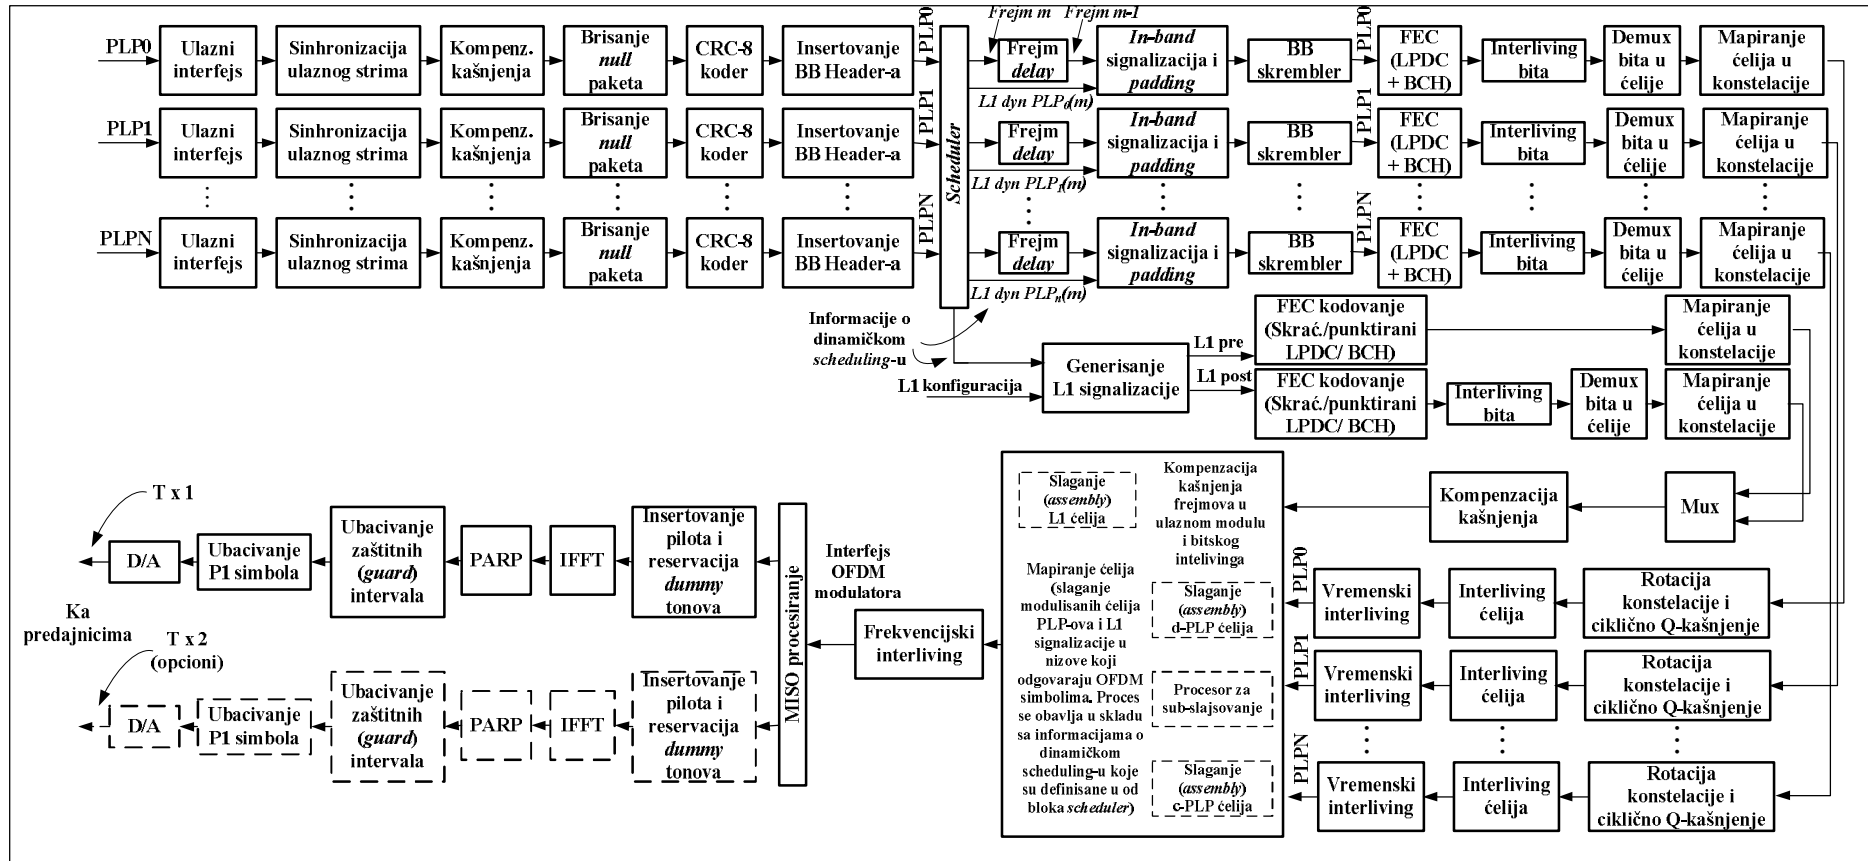 PLP0
Ulazni
interfejs
Sinhronizacija
ulaznog strima
Kompenz.
kašnjenja
Brisanje
null
paketa
CRC-8
koder
Insertovanje
BB Header-a
PLP0
Frejm m
Frejm m-1
Frejm
delay
L1 dyn PLP0(m)
In-band
signalizacija i
padding
BB
skrembler
PLP0
FEC
(LPDC
+ BCH)
Interliving
bita
Demux
bita u
ćelije
Mapiranje
ćelija u
konstelacije
PLP1
Ulazni
interfejs
Sinhronizacija
ulaznog strima
Kompenz.
kašnjenja
Brisanje
null
paketa
CRC-8
koder
Insertovanje
BB Header-a
PLP1
Scheduler
Frejm
delay
L1 dyn PLP1(m)
In-band
signalizacija i
padding
BB
skrembler
PLP1
FEC
(LPDC
+ BCH)
Interliving
bita
Demux
bita u
ćelije
Mapiranje
ćelija u
konstelacije
PLPN
Ulazni
interfejs
Sinhronizacija
ulaznog strima
Kompenz.
kašnjenja
Brisanje
null
paketa
CRC-8
koder
Insertovanje
BB Header-a
PLPN
Frejm
delay
L1 dyn PLPn(m)
In-band
signalizacija i
padding
BB
skrembler
PLPN
FEC
(LPDC
+ BCH)
Interliving
bita
Demux
bita u
ćelije
Mapiranje
ćelija u
konstelacije
Informacije o
dinamičkom
scheduling-u
L1 konfiguracija
Generisanje
L1 signalizacije
L1 pre
FEC kodovanje
(Skrać./punktirani
LPDC/ BCH)
Mapiranje
ćelija u
konstelacije
L1 post
FEC kodovanje
(Skrać./punktirani
LPDC/ BCH)
Interliving
bita
Demux
bita u
ćelije
Mapiranje
ćelija u
konstelacije
Mux
Kompenzacija
kašnjenja
Slaganje
(assembly)
L1 ćelija
Kompenzacija
kašnjenja
frejmova u
ulaznom modulu
i bitskog
intelivinga
Mapiranje ćelija
(slaganje
modulisanih ćelija
PLP-ova i L1
signalizacije u
nizove koji
odgovaraju OFDM
simbolima. Proces
se obavlja u skladu
sa informacijama o
dinamičkom
scheduling-u koje
su definisane u od
bloka scheduler)
Slaganje
(assembly)
d-PLP ćelija
Procesor za
sub-slajsovanje
Slaganje
(assembly)
c-PLP ćelija
PLP0
Vremenski
interliving
Interliving
ćelija
Rotacija
konstelacije i
ciklično Q-kašnjenje
PLP1
Vremenski
interliving
Interliving
ćelija
Rotacija
konstelacije i
ciklično Q-kašnjenje
PLPN
Vremenski
interliving
Interliving
ćelija
Rotacija
konstelacije i
ciklično Q-kašnjenje
Frekvencijski
interliving
Interfejs
OFDM
modulatora
MISO procesiranje
Insertovanje
pilota i
reservacija
dummy
tonova
IFFT
PARP
Ubacivanje
zaštitnih
(guard)
intervala
Ubacivanje
P1 simbola
D/A
T x 1
Ka
predajnicima
T x 2
(opcioni)
Insertovanje
pilota i
reservacija
dummy
tonova
IFFT
PARP
Ubacivanje
zaštitnih
(guard)
intervala
Ubacivanje
P1 simbola
D/A